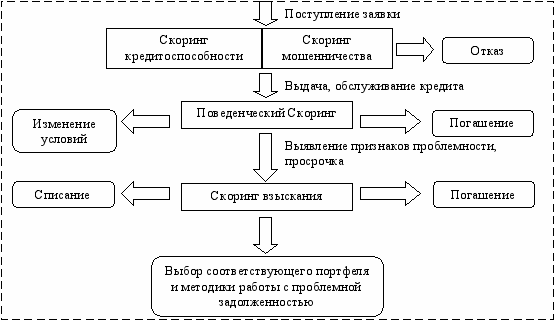 Поступление заявки
Скоринг
кредитоспособности
Скоринг
мошенничества
Отказ
Выдача, обслуживание кредита
Изменение
условий
Поведенческий Скоринг
Погашение
Выявление признаков проблемности,
просрочка
Списание
Скоринг взыскания
Погашение
Выбор соответствующего портфеля
и методики работы с проблемной
задолженностью